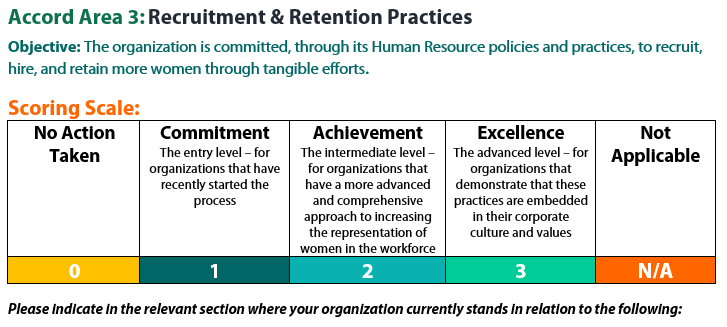 Accord Area 3: Recruitment & Retention Practices
Objective: The organization is committed, through its Human Resource policies and practices, to recruit,
hire, and retain more women through tangible efforts.
Scoring Scale:
No Action
Taken
Commitment
The entry level – for
organizations that have
recently started the
process
Achievement
The intermediate level –
for organizations that
have a more advanced
and comprehensive
approach to increasing
the representation of
women in the workforce
Excellence
The advanced level – for
organizations that
demonstrate that these
practices are embedded
in their corporate
culture and values
Not
Applicable
0
1
2
3
N/A
Please indicate in the relevant section where your organization currently stands in relation to the following: